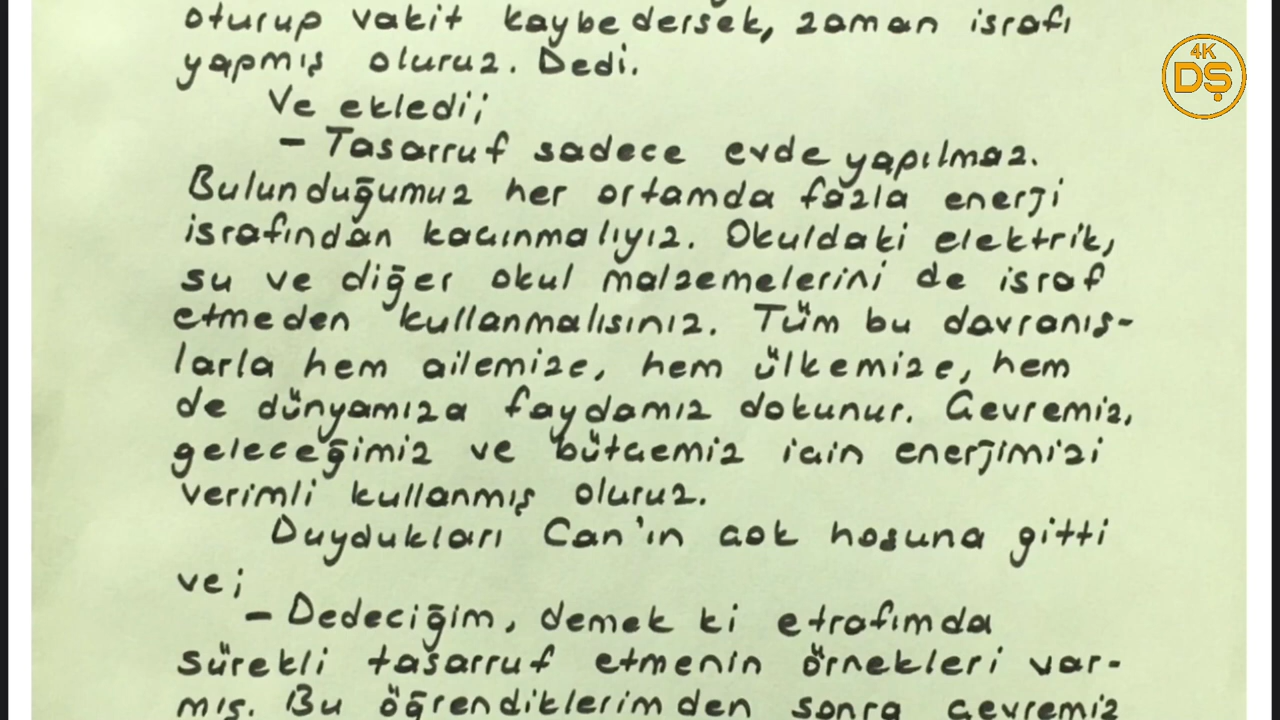 oturup vakit kaybedersek, zaman israfı
yapmış oluruz. Dedi.
4K
DŞ
Ve ekledi;
- Tasarruf sadece evde yapılmaz.
Bulunduğumuz her ortamda fazla enerji
israfından kaçınmalıyız. Okuldaki elektrik,
su ve diğer okul malzemelerini de israf
etmeden kullanmalısınız. Tüm bu davranış-
larla hem ailemize, hem ülkemize, hem
de dünyamıza faydamız dokunur. Çevremiz,
geleceğimiz ve bütçemiz için enerjimizi
verimli kullanmış oluruz.
Duydukları Can'ın çok hoşuna gitti
ve;
- Dedeciğim, demek ki etrafımda
sürekli tasarruf etmenin örnekleri var-
mış. Bu öğrendiklerimden sonra çevremiz